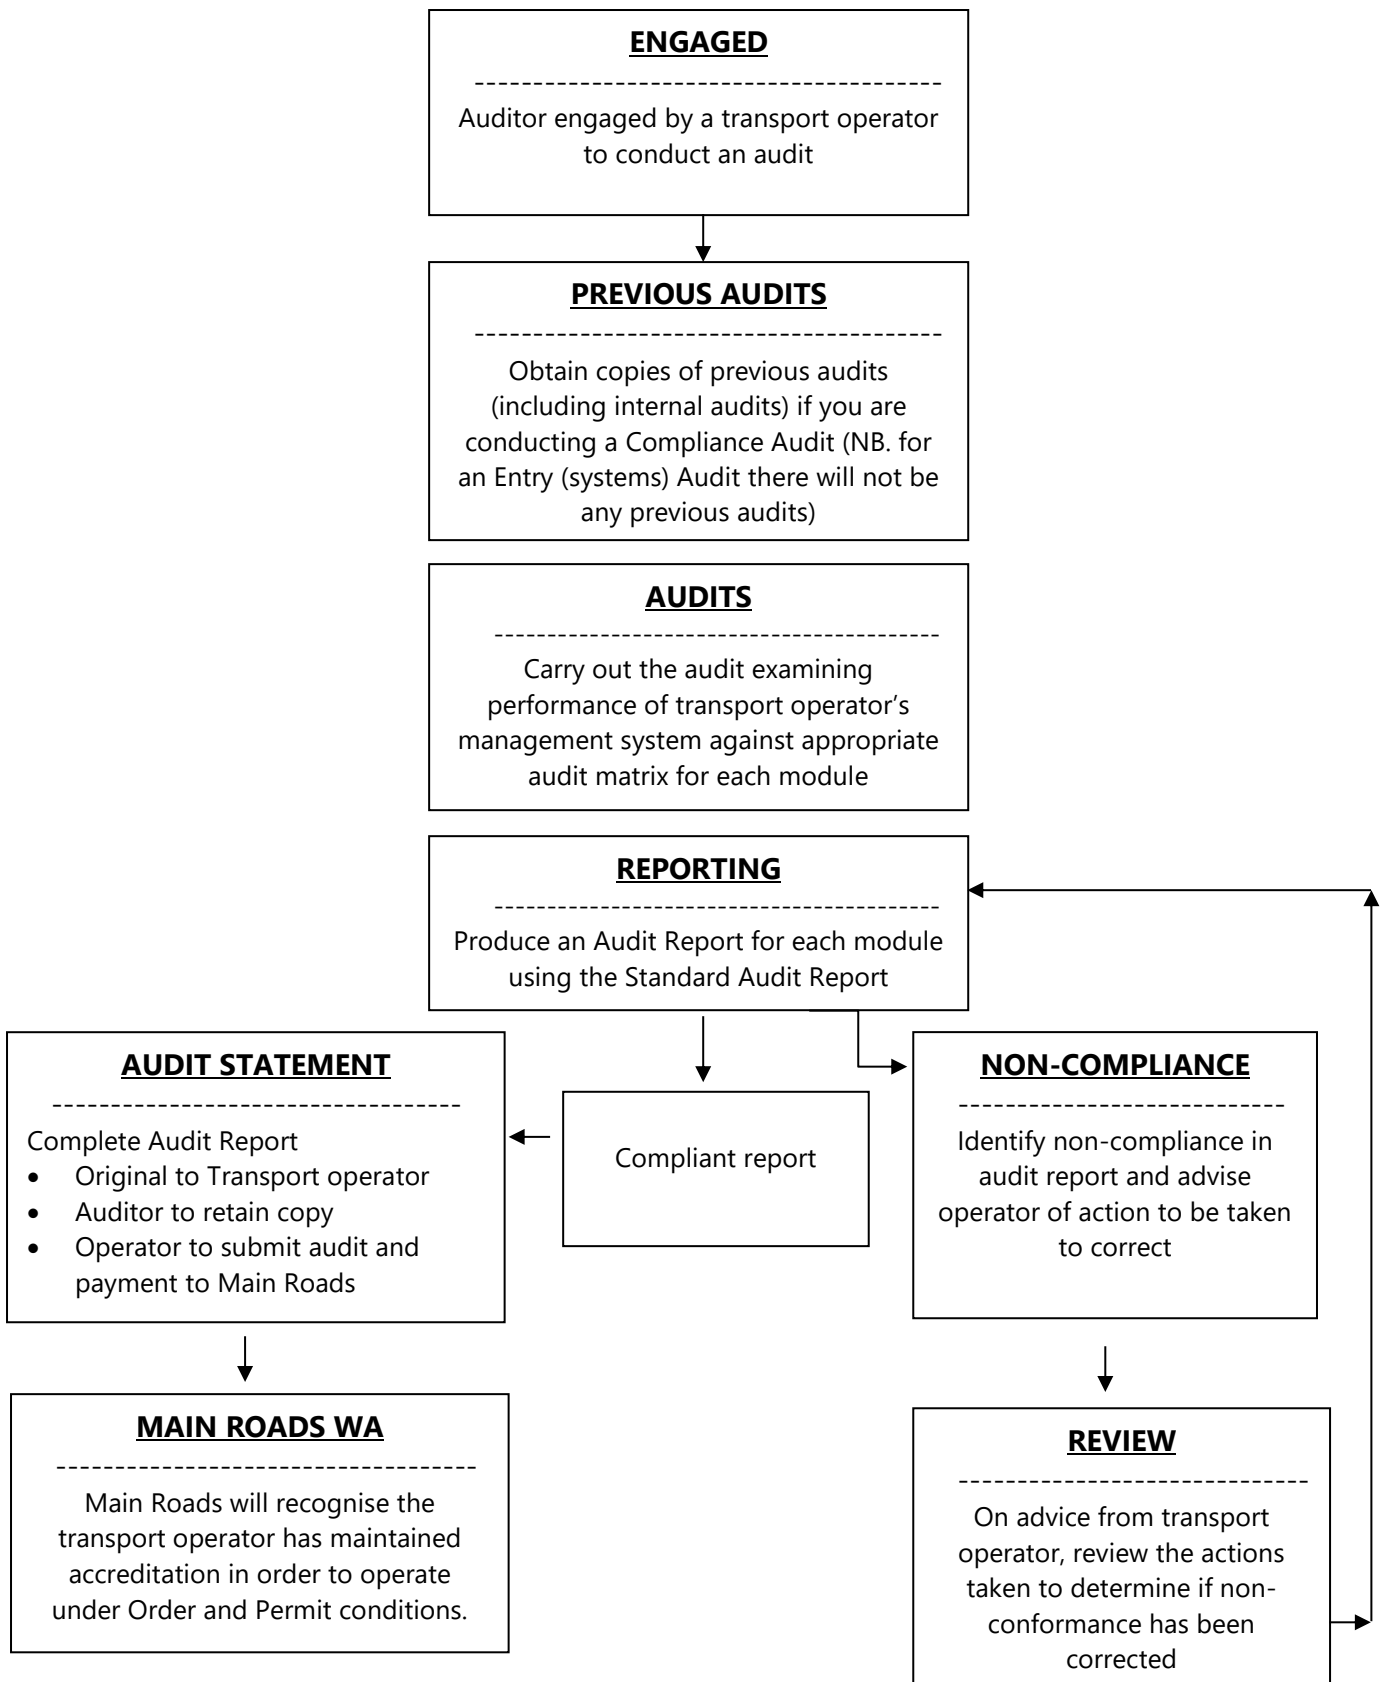 ENGAGED
Auditor engaged by a transport operator
to conduct an audit
PREVIOUS AUDITS
Obtain copies of previous audits
(including internal audits) if you are
conducting a Compliance Audit (NB. for
an Entry (systems) Audit there will not be
any previous audits)
AUDITS
Carry out the audit examining
performance of transport operator’s
management system against appropriate
audit matrix for each module
REPORTING
Produce an Audit Report for each module
using the Standard Audit Report
AUDIT STATEMENT
Complete Audit Report
• Original to Transport operator
• Auditor to retain copy
• Operator to submit audit and
payment to Main Roads
Compliant report
NON-COMPLIANCE
Identify non-compliance in
audit report and advise
operator of action to be taken
to correct
MAIN ROADS WA
Main Roads will recognise the
transport operator has maintained
accreditation in order to operate
under Order and Permit conditions.
REVIEW
On advice from transport
operator, review the actions
taken to determine if non-
conformance has been
corrected